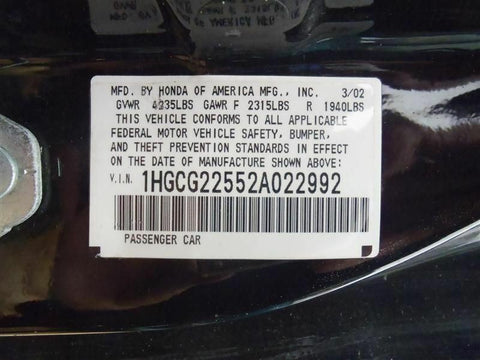 MFD. BY HONDA OF AMERICA MFG., INC. 3/02
GVWR 4235LBS GAWR F 2315LBS R 1940LBS
THIS VEHICLE CONFORMS TO ALL APPLICABLE
FEDERAL MOTOR VEHICLE SAFETY, BUMPER,
AND THEFT PREVENTION STANDARDS IN EFFECT
ON THE DATE OF MANUFACTURE SHOWN ABOVE:
V.I.N. 1HGCG22552A022992
PASSENGER CAR